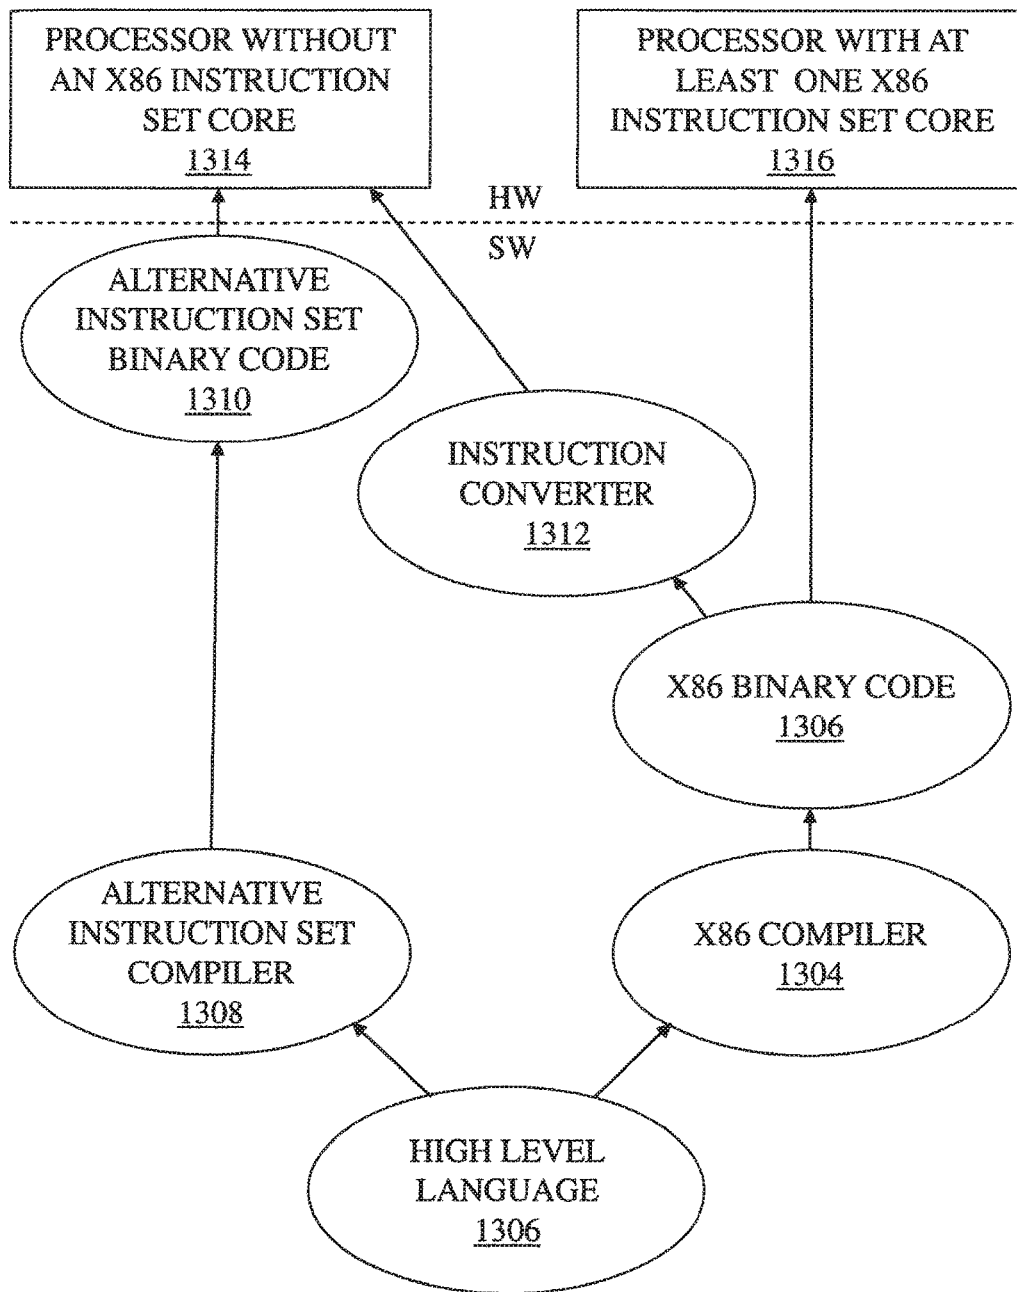 PROCESSOR WITHOUT
AN X86 INSTRUCTION
SET CORE
1314
PROCESSOR WITH AT
LEAST ONE X86
INSTRUCTION SET CORE
1316
HW
SW
ALTERNATIVE
INSTRUCTION SET
BINARY CODE
1310
INSTRUCTION
CONVERTER
1312
X86 BINARY CODE
1306
ALTERNATIVE
INSTRUCTION SET
COMPILER
1308
X86 COMPILER
1304
HIGH LEVEL
LANGUAGE
1306